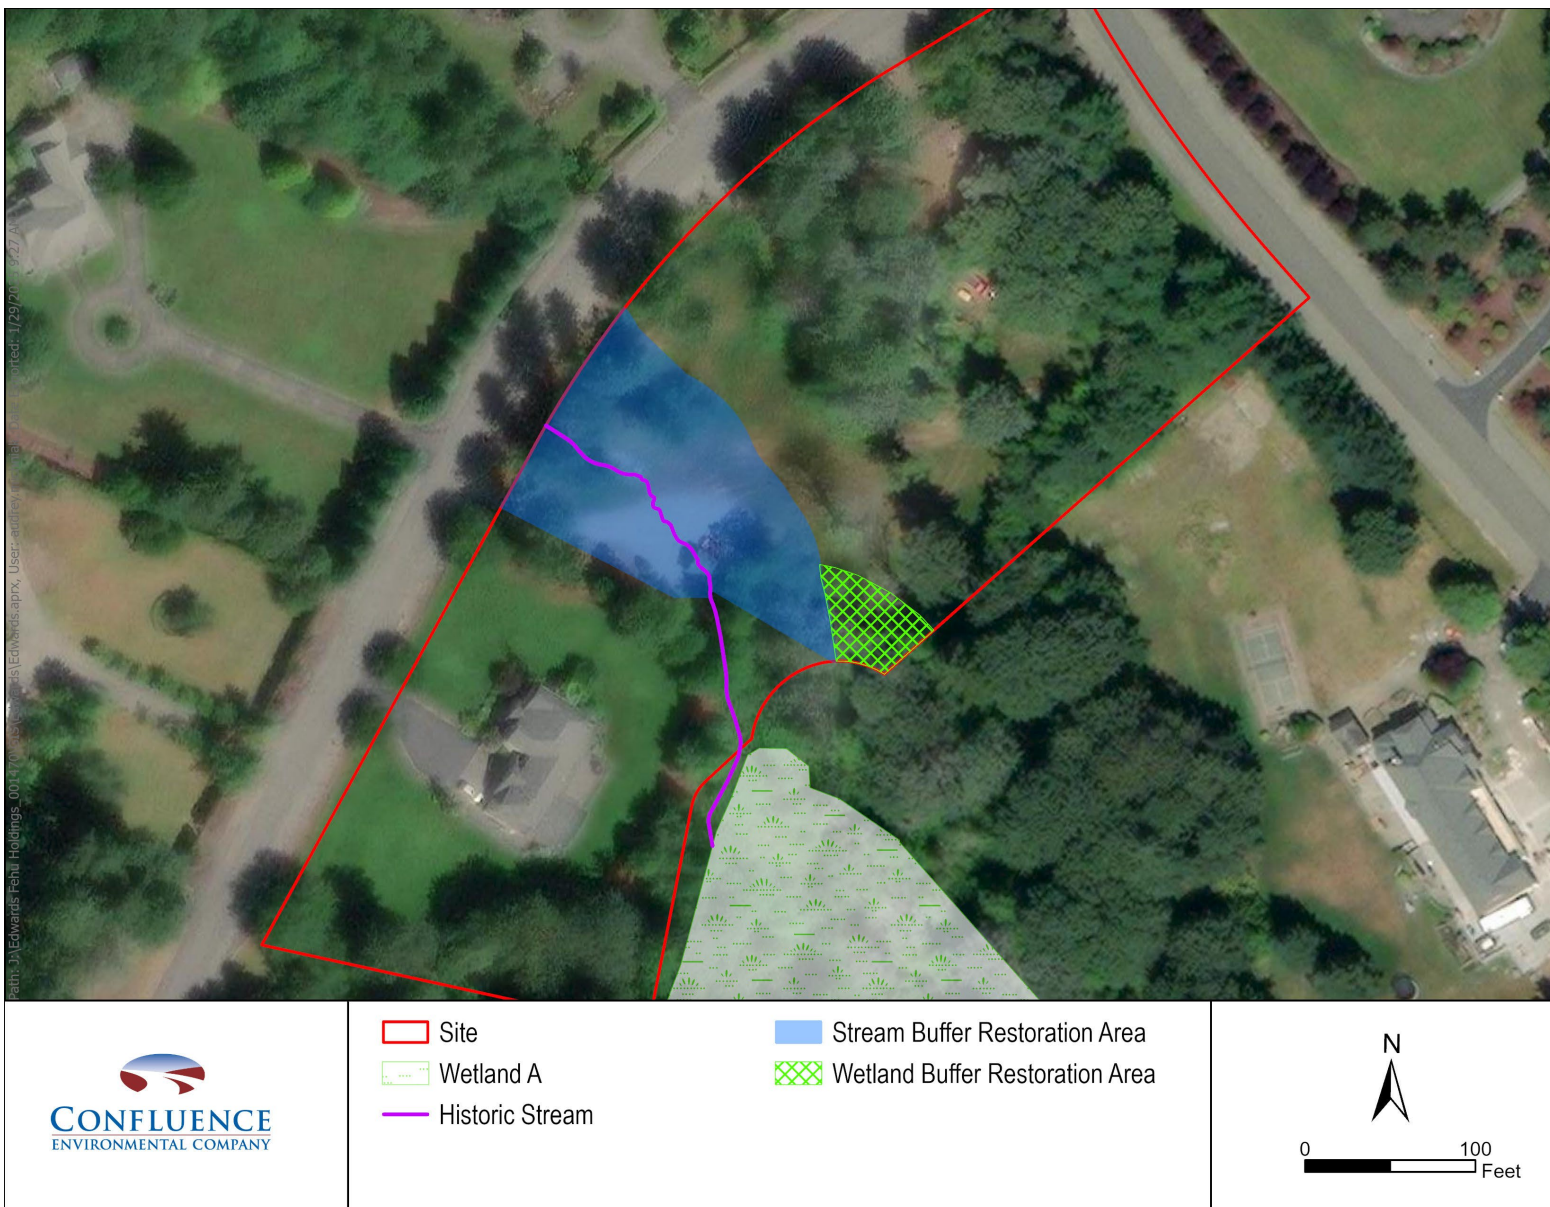 Site
Wetland A
Historic Stream
Stream Buffer Restoration Area
Wetland Buffer Restoration Area
CONFLUENCE
ENVIRONMENTAL COMPANY
N
0 100
Feet